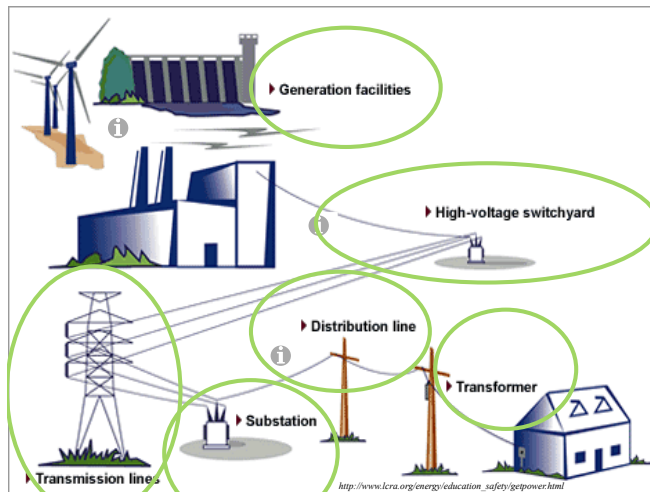 Generation facilities
High-voltage switchyard
Distribution line
Transformer
Substation
Transmission lines
http://www.lcra.org/energy/education_safety/getpower.html
i
i
i